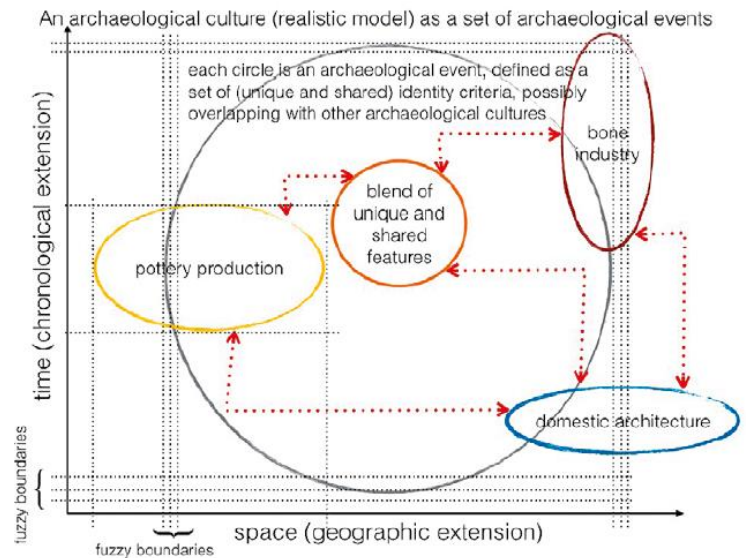 An archaeological culture (realistic model) as a set of archaeological events
each circle is an archaeological event, defined as a
set of (unique and shared) identity criteria, possibly
overlapping with other archaeological cultures
bone
industry
blend of
unique and
shared
features
pottery production
domestic architecture
time (chronological extension)
fuzzy boundaries
space (geographic extension)
fuzzy boundaries